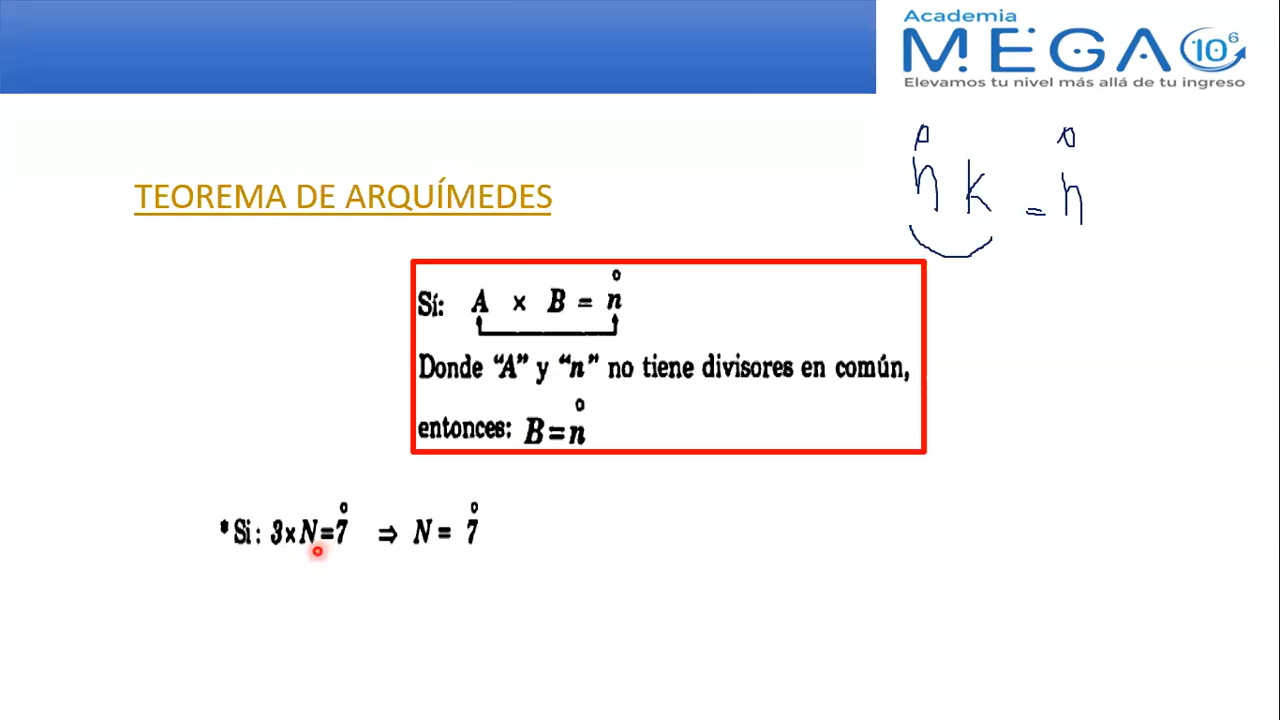 Academia
MEGA 10⁶
Elevamos tu nivel más allá de tu ingreso
n̊ k = n̊
TEOREMA DE ARQUÍMEDES
Sí: A × B = n̊
Donde “A” y “n” no tiene divisores en común,
entonces: B = n̊
* Si : 3×N=7̊ ⇒ N = 7̊